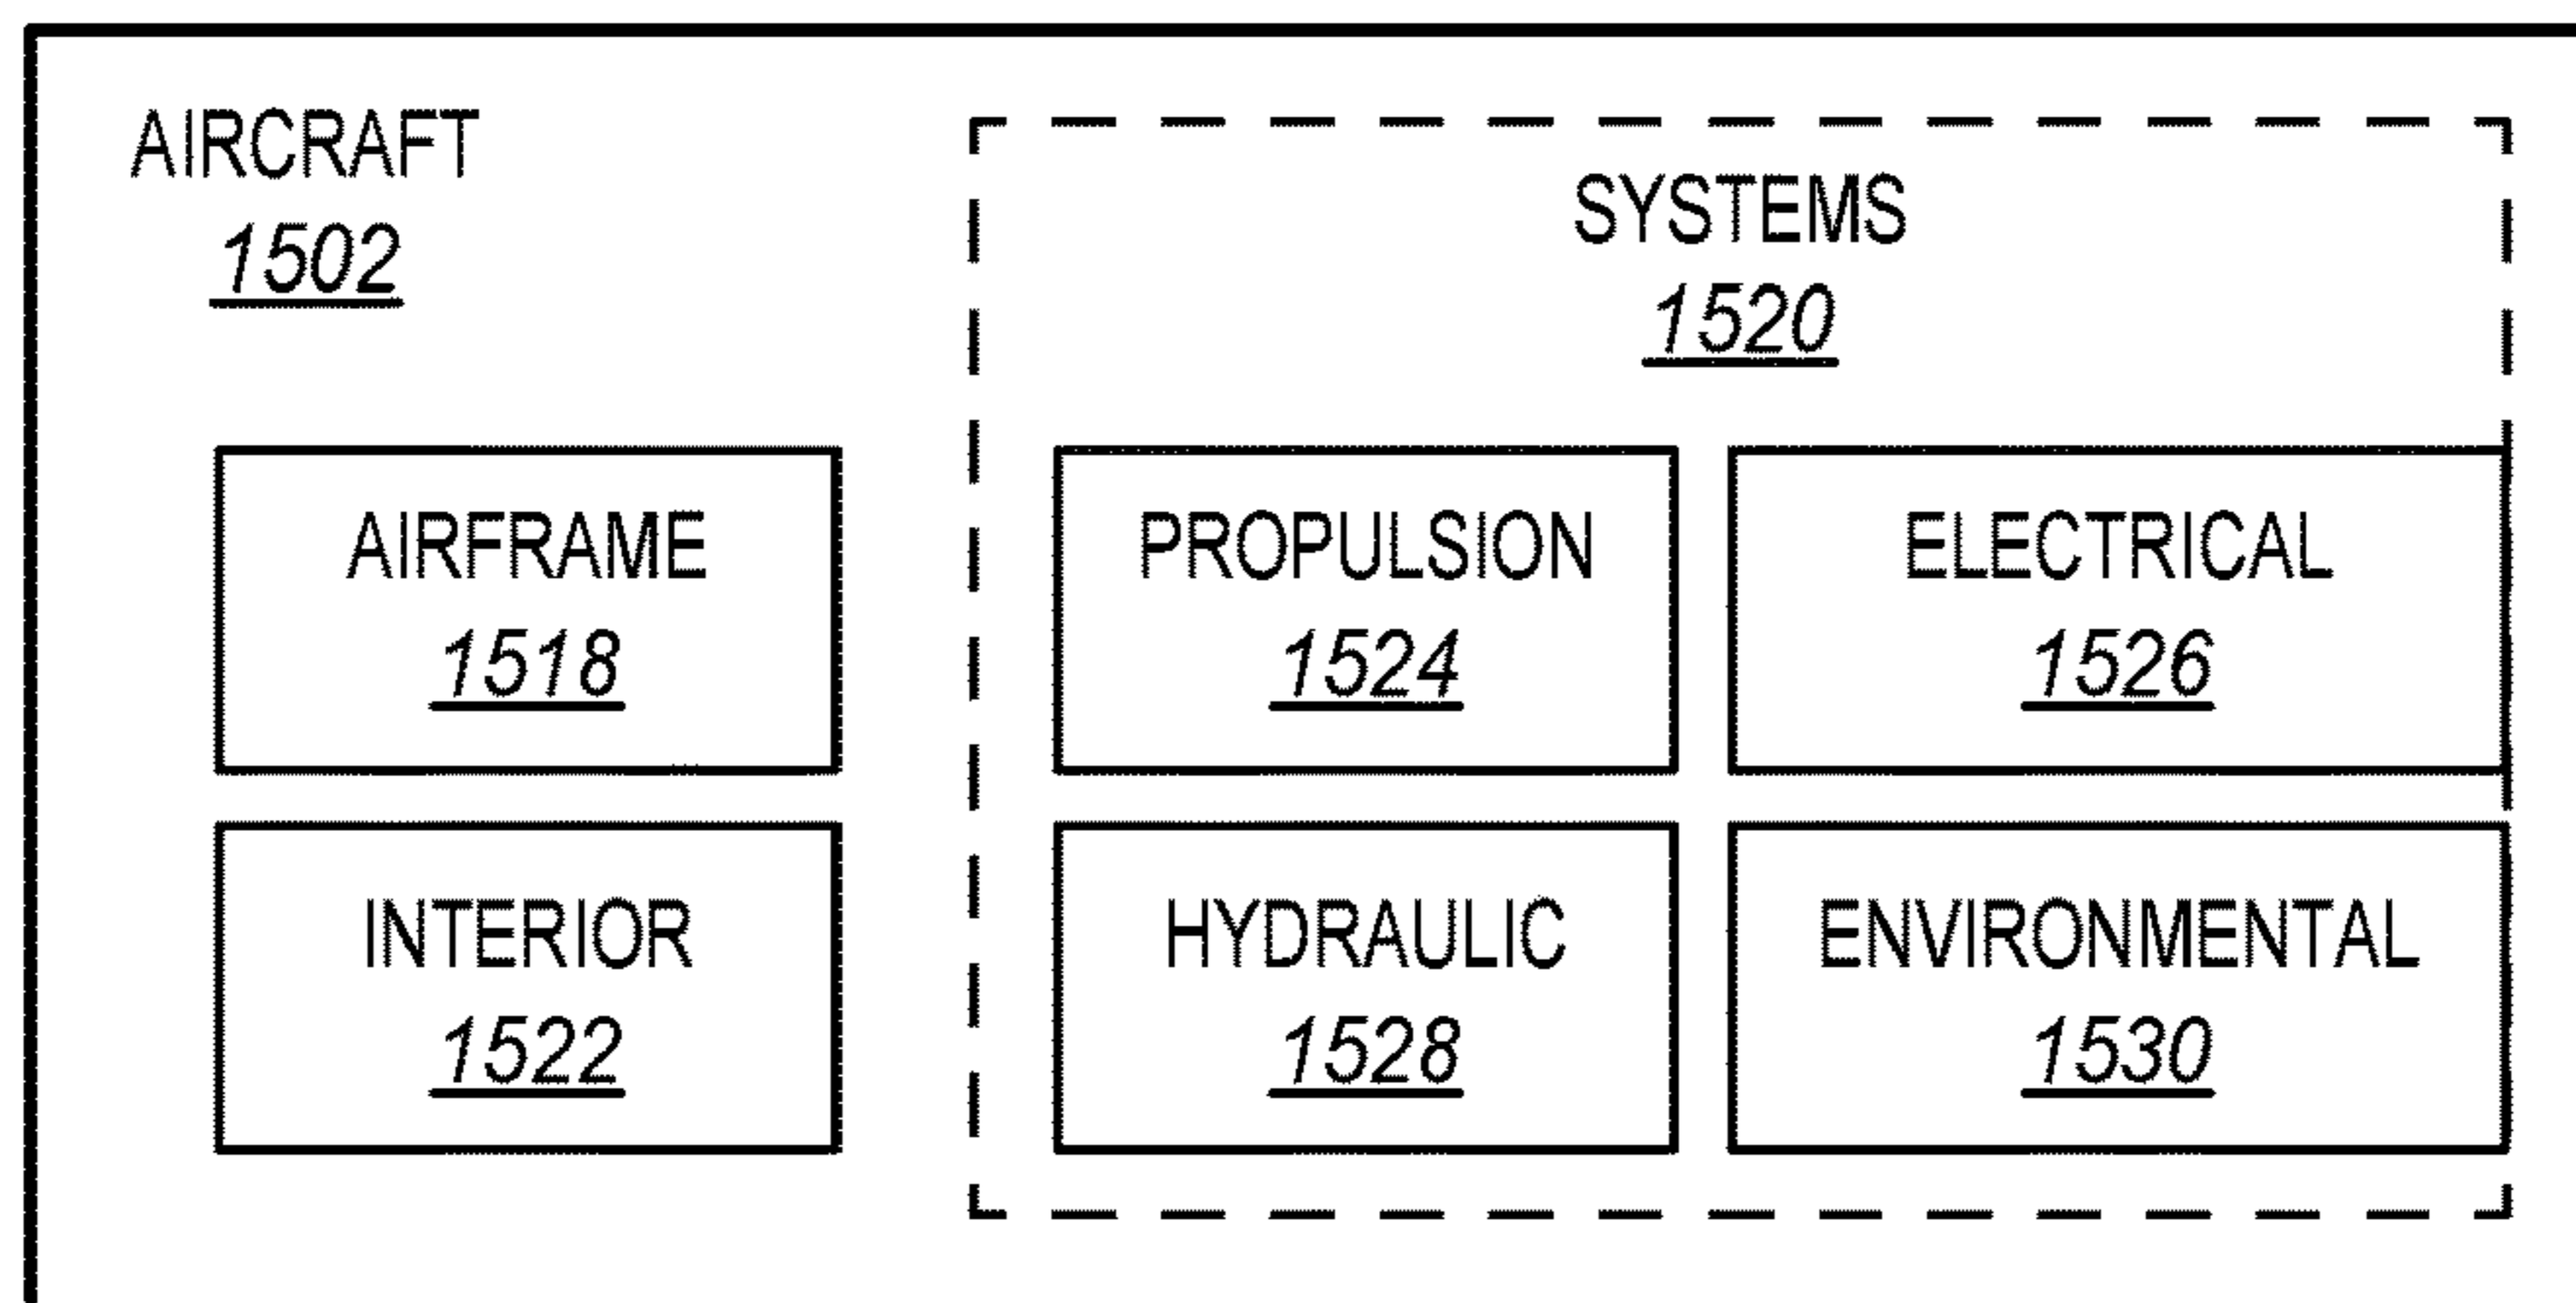 AIRCRAFT
1502
SYSTEMS
1520
AIRFRAME
1518
PROPULSION
1524
ELECTRICAL
1526
INTERIOR
1522
HYDRAULIC
1528
ENVIRONMENTAL
1530